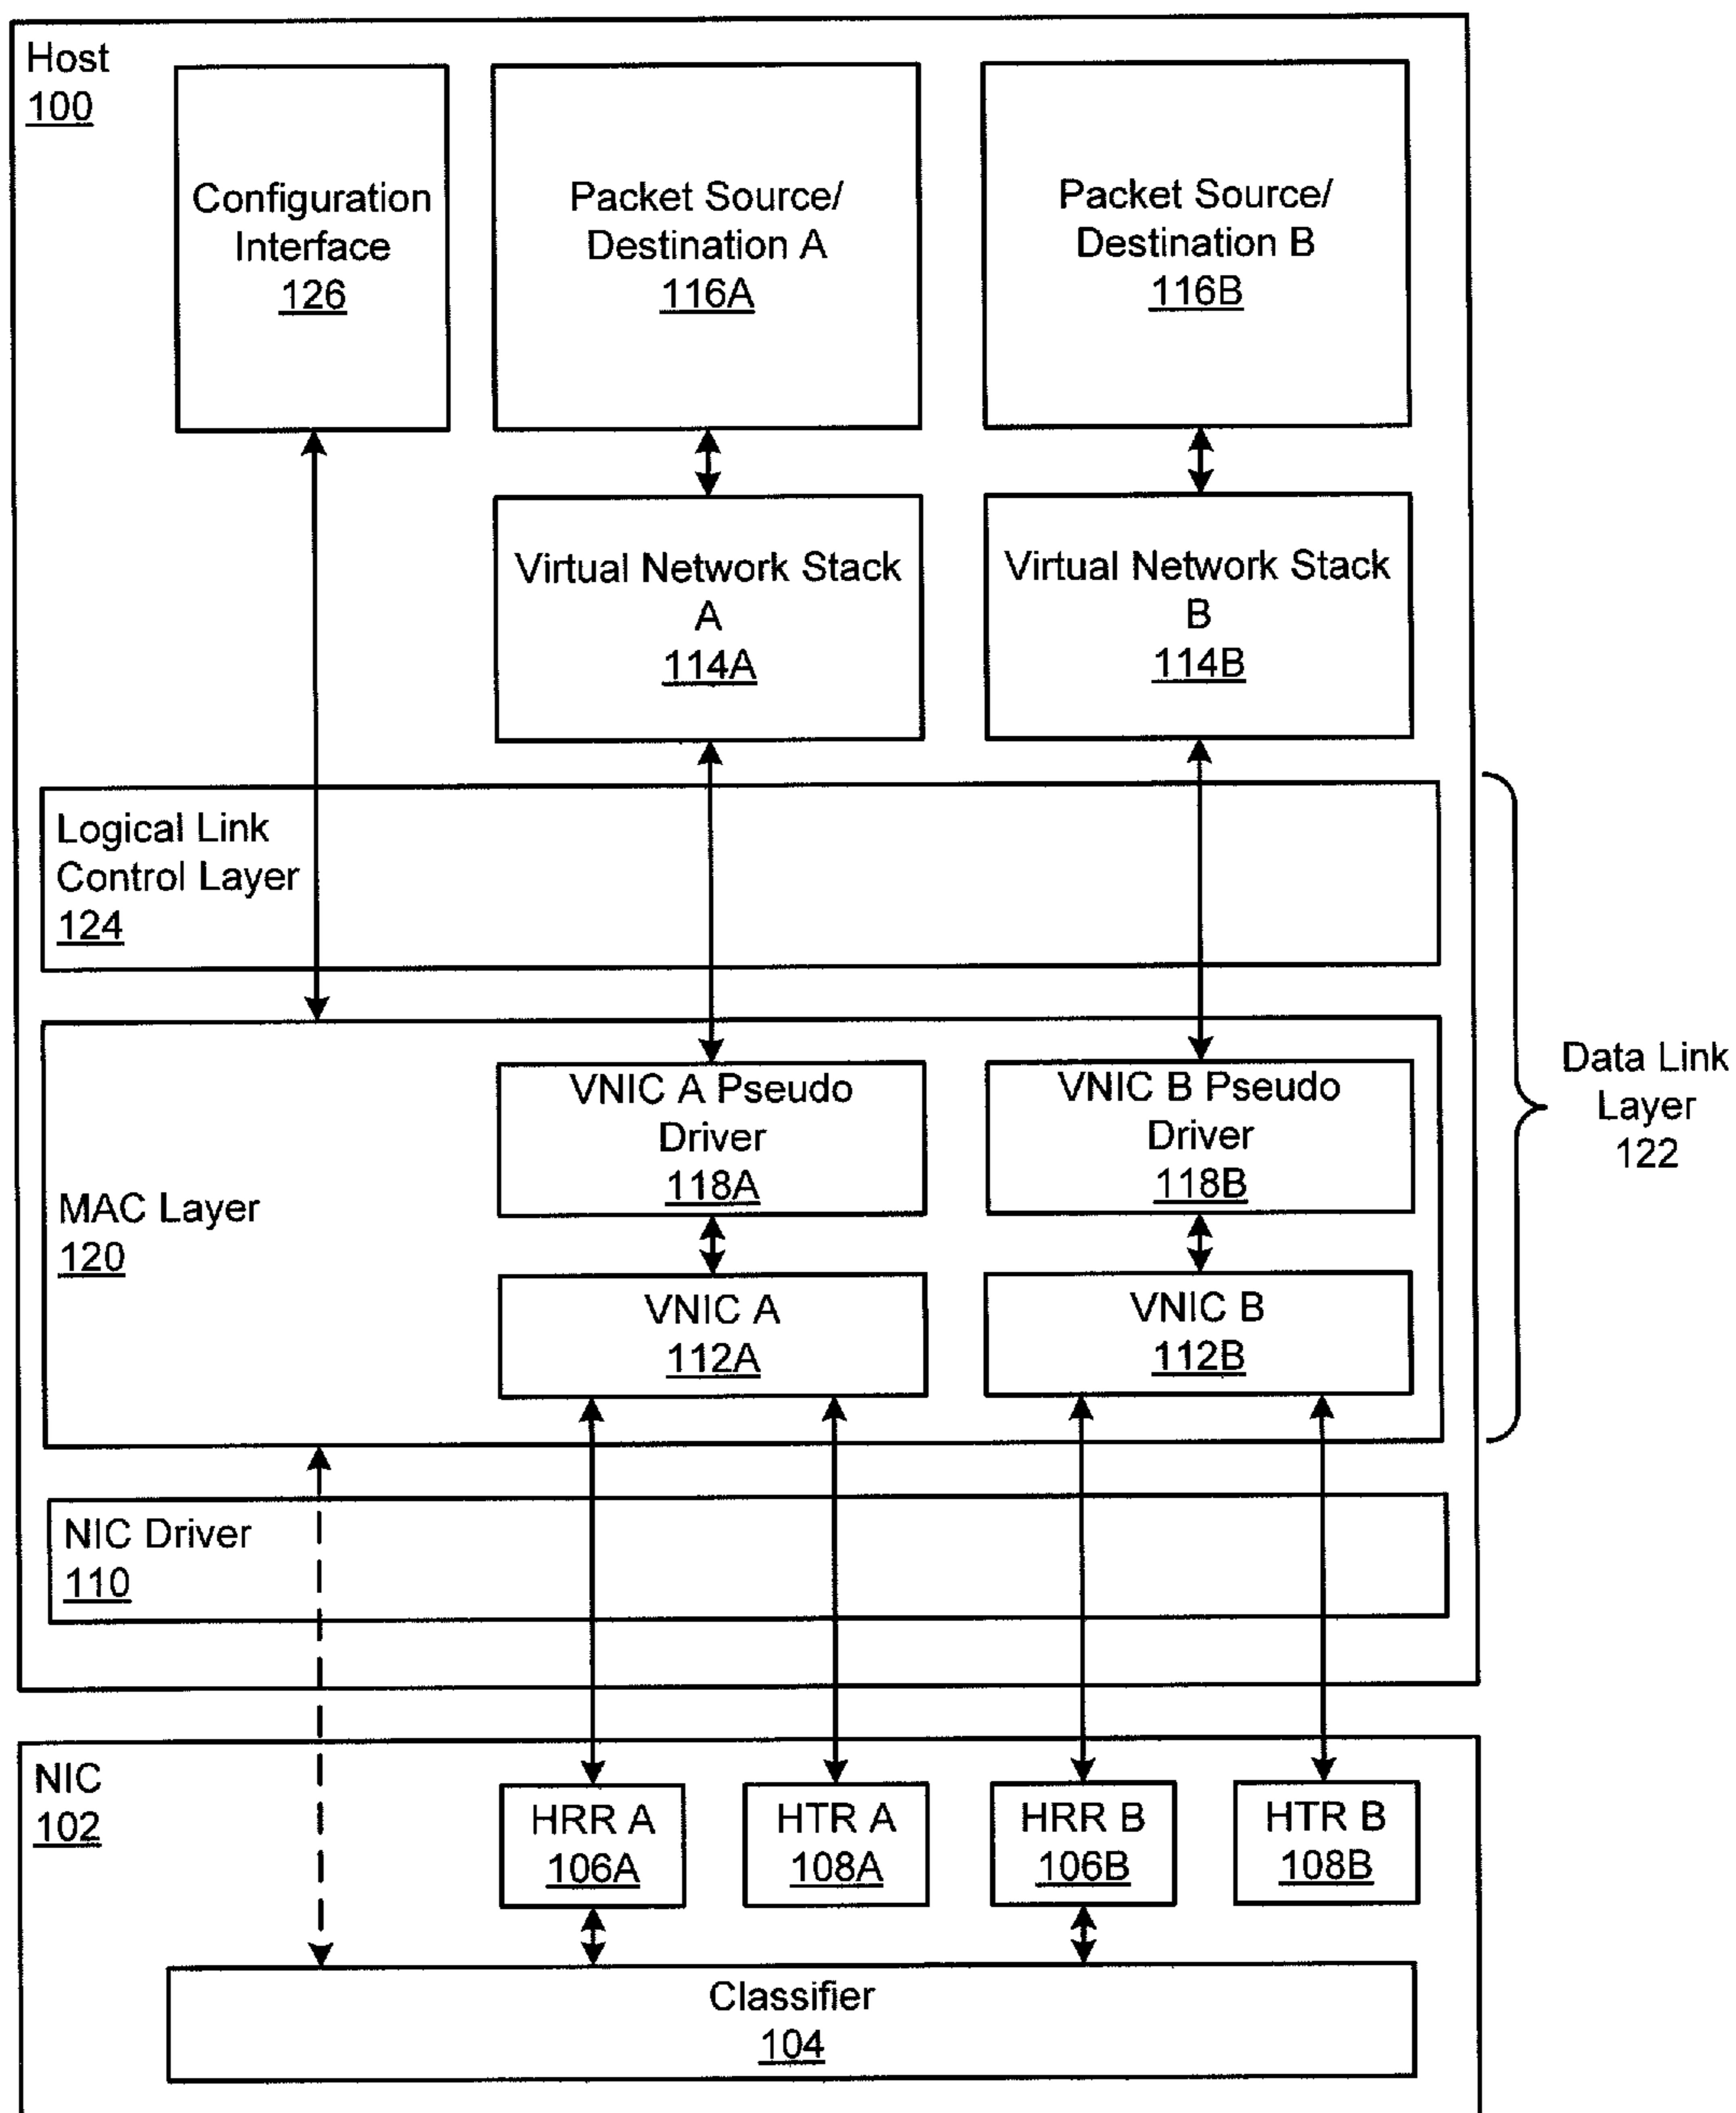 Host
100
Configuration
Interface
126
Packet Source/
Destination A
116A
Packet Source/
Destination B
116B
Virtual Network Stack
A
114A
Virtual Network Stack
B
114B
Logical Link
Control Layer
124
Data Link
Layer
122
MAC Layer
120
VNIC A Pseudo
Driver
118A
VNIC B Pseudo
Driver
118B
VNIC A
112A
VNIC B
112B
NIC Driver
110
NIC
102
HRR A
106A
HTR A
108A
HRR B
106B
HTR B
108B
Classifier
104